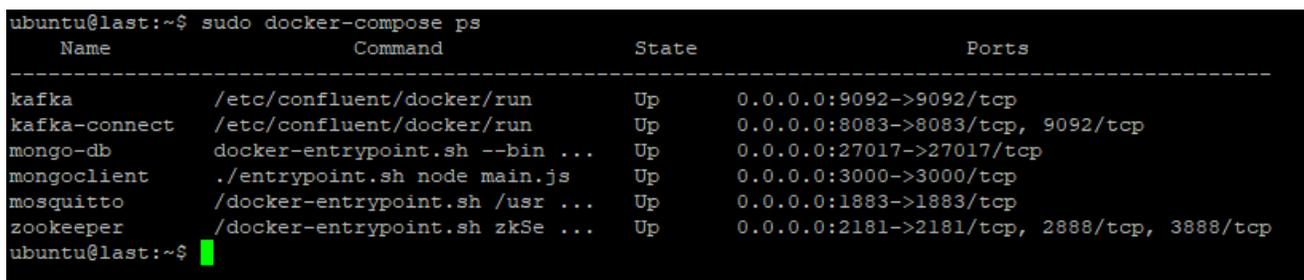 ubuntu@last:~$ sudo docker-compose ps
Name Command State Ports
--------------------------------------------------------------------------------------------------
kafka /etc/confluent/docker/run Up 0.0.0.0:9092->9092/tcp
kafka-connect /etc/confluent/docker/run Up 0.0.0.0:8083->8083/tcp, 9092/tcp
mongo-db docker-entrypoint.sh --bin ... Up 0.0.0.0:27017->27017/tcp
mongoclient ./entrypoint.sh node main.js Up 0.0.0.0:3000->3000/tcp
mosquitto /docker-entrypoint.sh /usr ... Up 0.0.0.0:1883->1883/tcp
zookeeper /docker-entrypoint.sh zkSe ... Up 0.0.0.0:2181->2181/tcp, 2888/tcp, 3888/tcp
ubuntu@last:~$